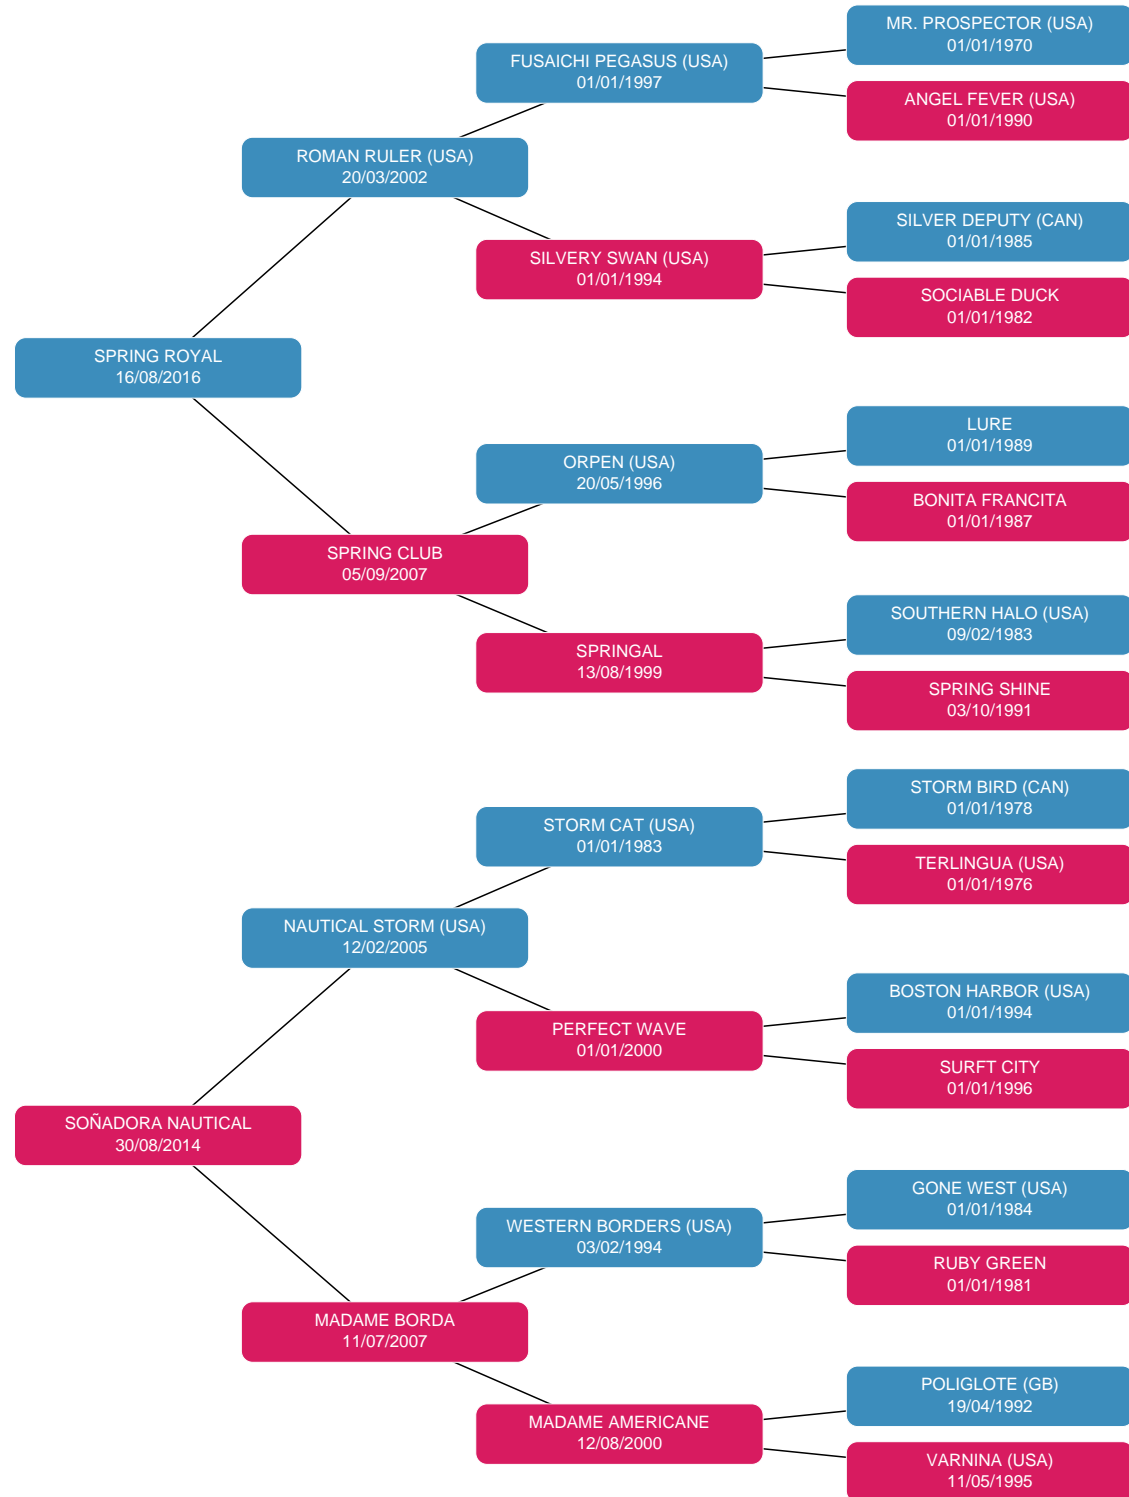 MR. PROSPECTOR (USA)
01/01/1970
FUSAICHI PEGASUS (USA)
01/01/1997
ANGEL FEVER (USA)
01/01/1990
ROMAN RULER (USA)
20/03/2002
SILVER DEPUTY (CAN)
01/01/1985
SILVERY SWAN (USA)
01/01/1994
SOCIABLE DUCK
01/01/1982
SPRING ROYAL
16/08/2016
LURE
01/01/1989
ORPEN (USA)
20/05/1996
BONITA FRANCITA
01/01/1987
SPRING CLUB
05/09/2007
SOUTHERN HALO (USA)
09/02/1983
SPRINGAL
13/08/1999
SPRING SHINE
03/10/1991
STORM BIRD (CAN)
01/01/1978
STORM CAT (USA)
01/01/1983
TERLINGUA (USA)
01/01/1976
NAUTICAL STORM (USA)
12/02/2005
BOSTON HARBOR (USA)
01/01/1994
PERFECT WAVE
01/01/2000
SURFT CITY
01/01/1996
SOÑADORA NAUTICAL
30/08/2014
GONE WEST (USA)
01/01/1984
WESTERN BORDERS (USA)
03/02/1994
RUBY GREEN
01/01/1981
MADAME BORDA
11/07/2007
POLIGLOTE (GB)
19/04/1992
MADAME AMERICANE
12/08/2000
VARNINA (USA)
11/05/1995